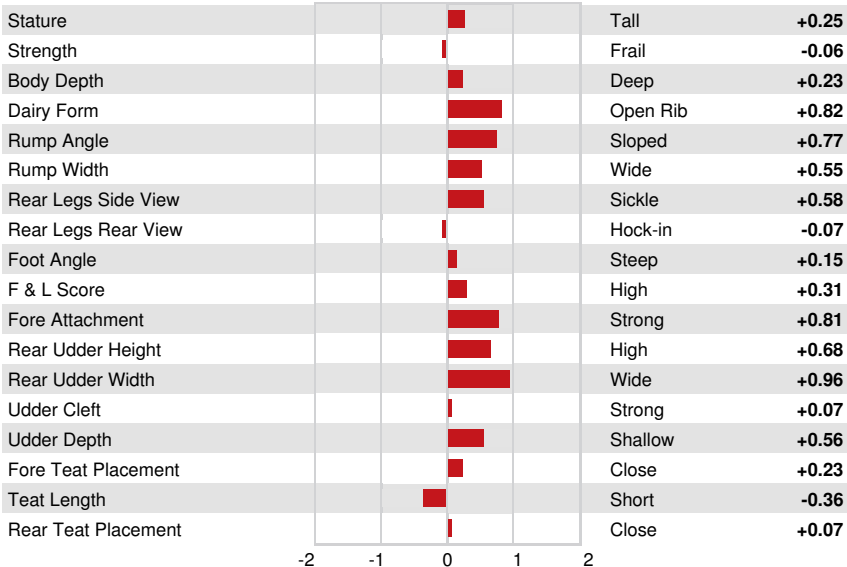 Stature Tall +0.25
Strength Frail -0.06
Body Depth Deep +0.23
Dairy Form Open Rib +0.82
Rump Angle Sloped +0.77
Rump Width Wide +0.55
Rear Legs Side View Sickle +0.58
Rear Legs Rear View Hock-in -0.07
Foot Angle Steep +0.15
F & L Score High +0.31
Fore Attachment Strong +0.81
Rear Udder Height High +0.68
Rear Udder Width Wide +0.96
Udder Cleft Strong +0.07
Udder Depth Shallow +0.56
Fore Teat Placement Close +0.23
Teat Length Short -0.36
Rear Teat Placement Close +0.07
-2 -1 0 1 2